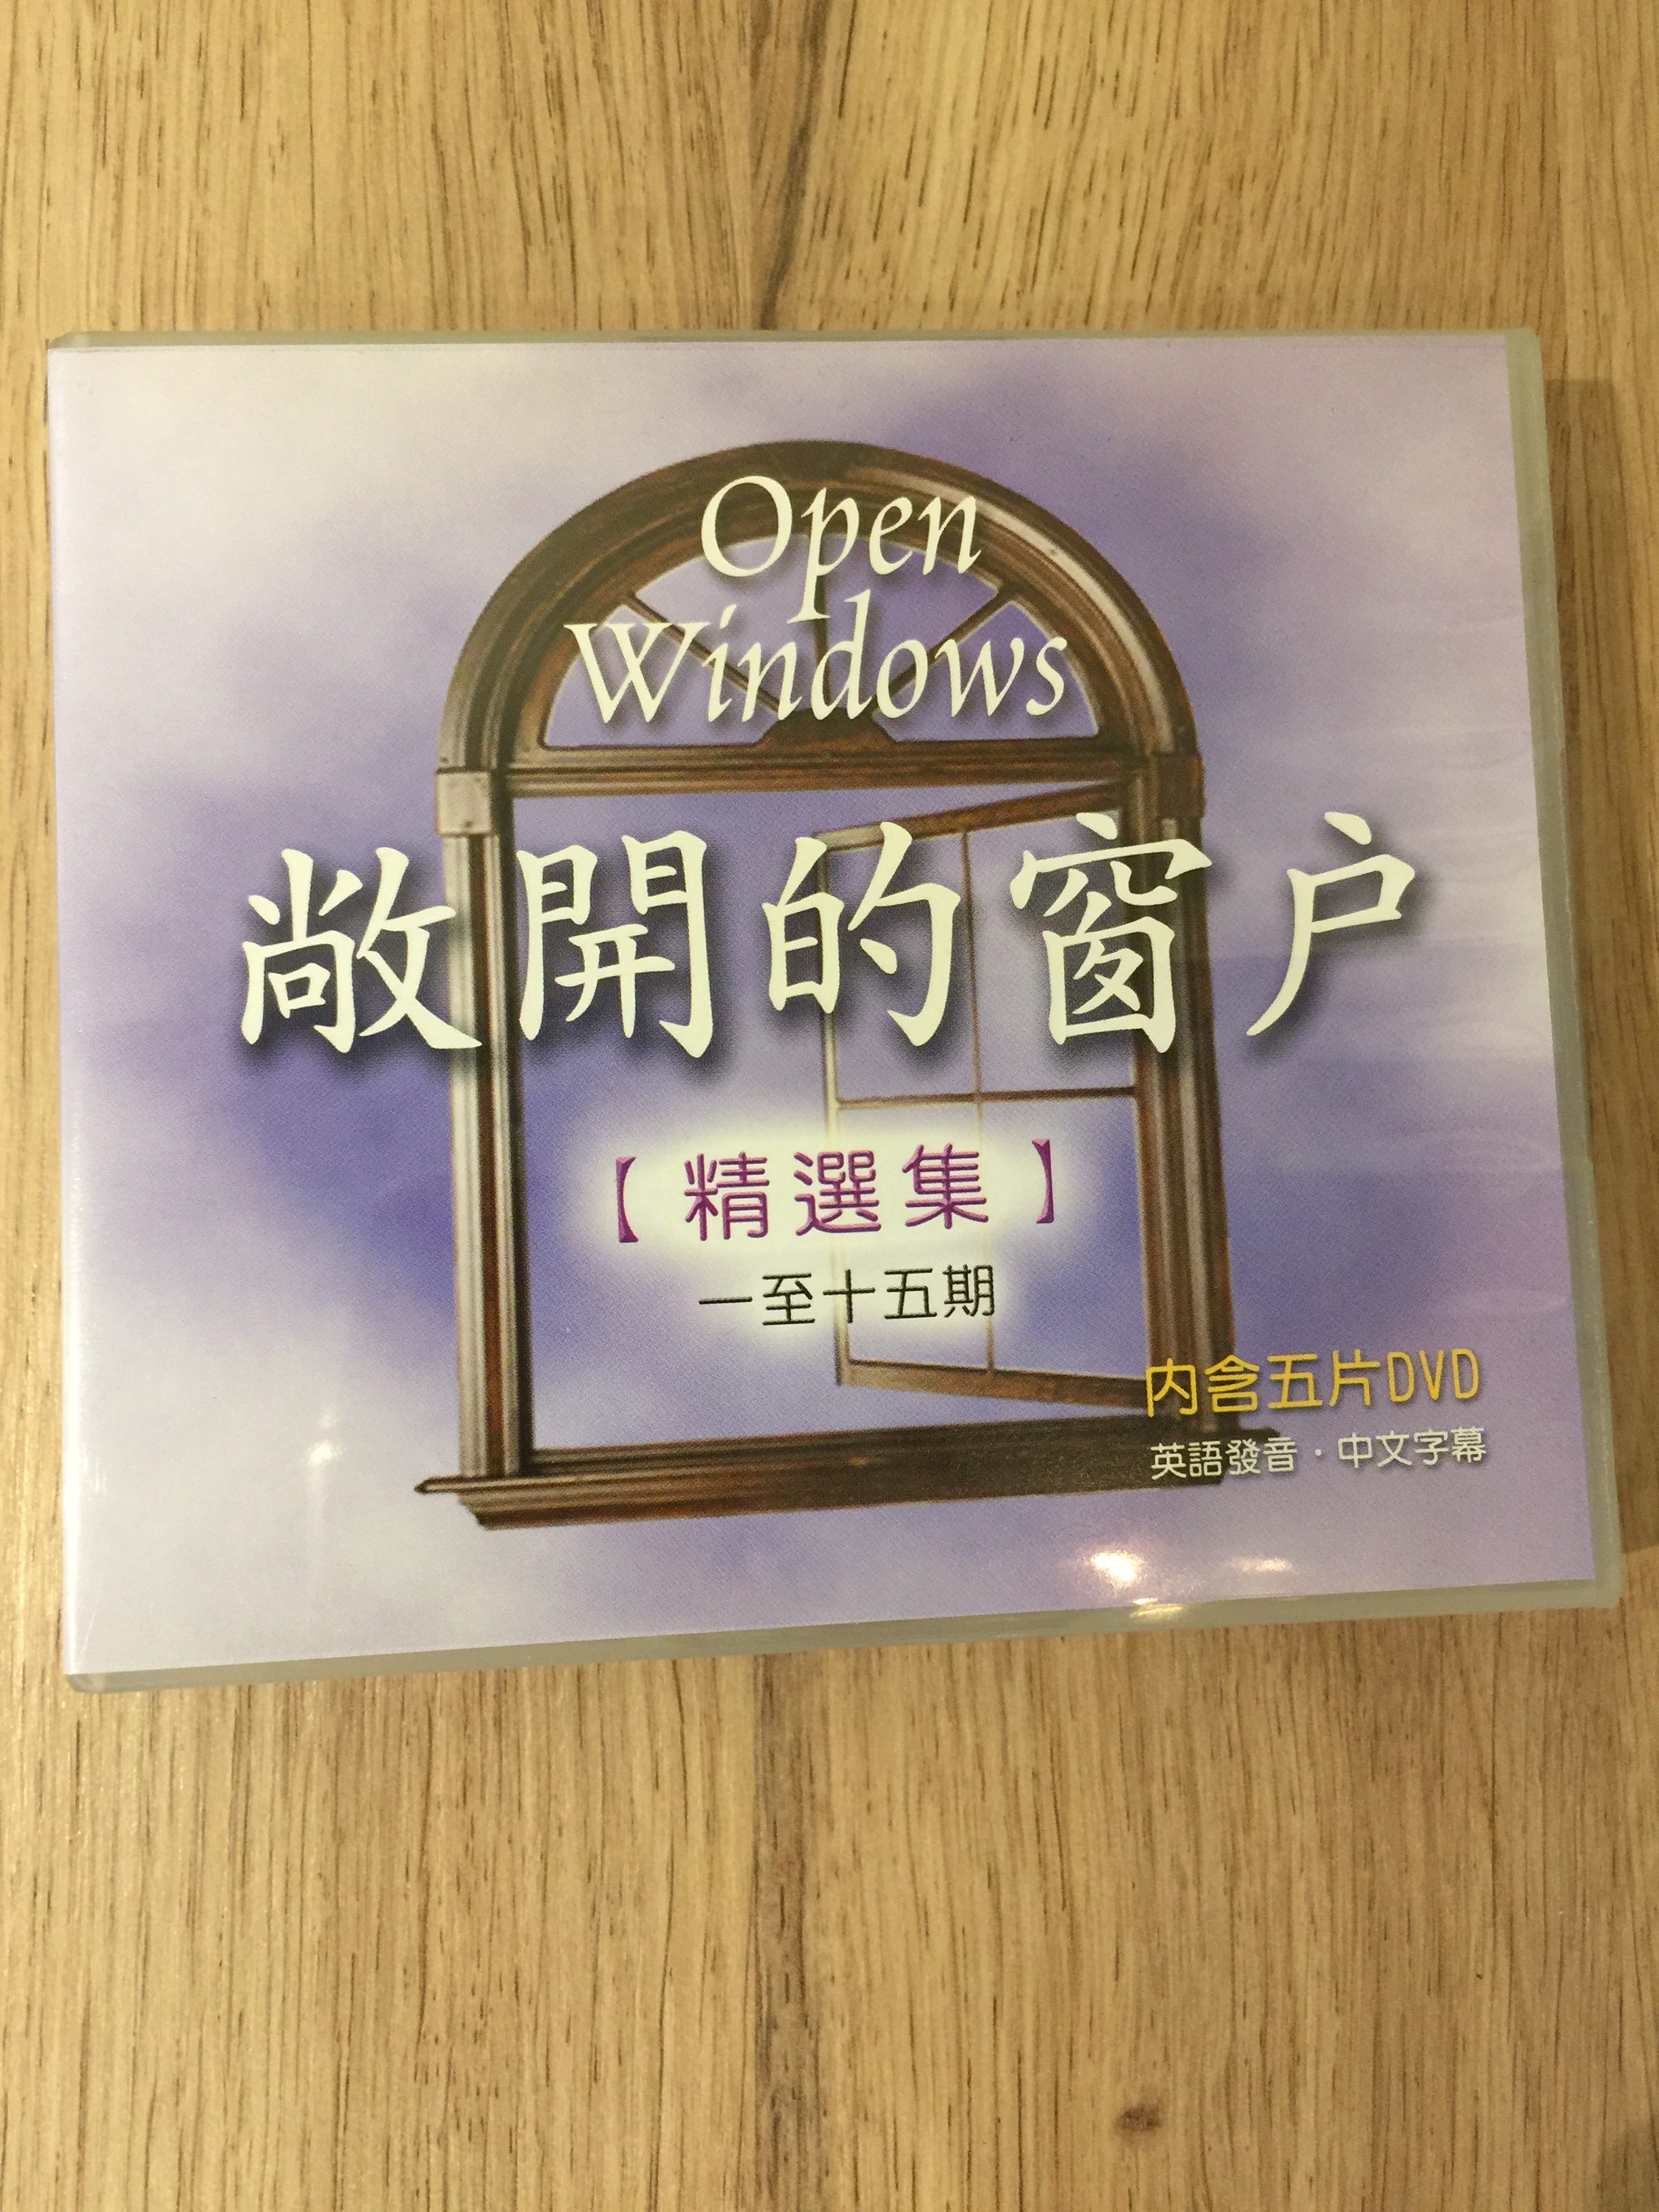 Open
Windows
敞開的窗户
【精選集】
一至十五期
內含五片DVD
英語發音·中文字幕